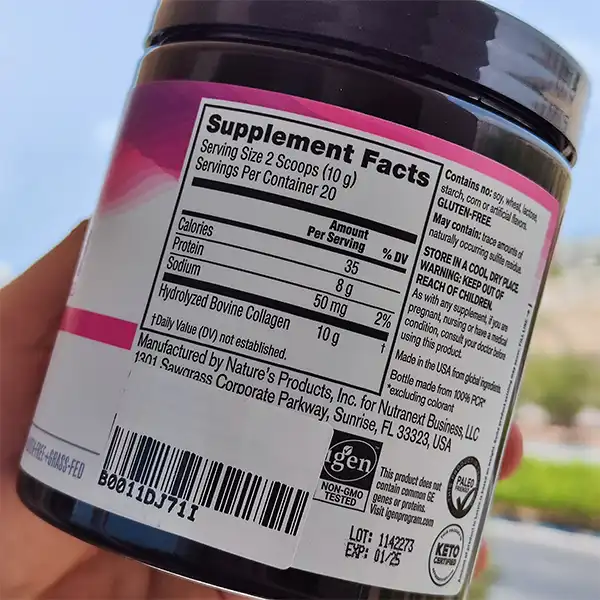 Supplement Facts
Serving Size 2 Scoops (10 g)
Servings Per Container 20
Amount Per Serving % DV
Calories 35
Protein 8 g
Sodium 50 mg 2%
Hydrolyzed Bovine Collagen 10 g †
†Daily Value (DV) not established.
Manufactured by Nature's Products, Inc. for Nutranext Business, LLC
1301 Sawgrass Corporate Parkway, Sunrise, FL 33323, USA
Contains no: soy, wheat, lactose,
starch, corn or artificial flavors.
GLUTEN-FREE.
May contain: trace amounts of
naturally occurring sulfite residue.
STORE IN A COOL, DRY PLACE
WARNING: KEEP OUT OF
REACH OF CHILDREN.
As with any supplement, if you are
pregnant, nursing or have a medical
condition, consult your doctor before
using this product.
Made in the USA from global ingredients.
Bottle made from 100% PCR*
*excluding colorant
igen
NON-GMO
TESTED
This product does not
contain common GE
genes or proteins.
Visit igenprogram.com
PALEO
KETO
CERTIFIED
LOT: 1142273
EXP: 01/25
FREE • GRASS-FED
B0011DJ71I